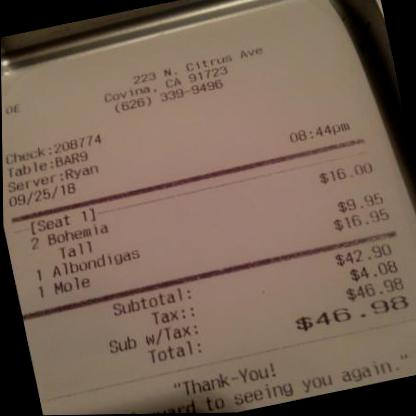 223 N. Citrus Ave
Covina, CA 91723
(626) 339-9496
OE
Check:208774
Table:BAR9 08:44pm
Server:Ryan
09/25/18
[Seat 1]
2 Bohemia $16.00
Tall
1 Albondigas $9.95
1 Mole $16.95
Subtotal: $42.90
Tax:: $4.08
Sub w/Tax: $46.98
Total: $46.98
"Thank-You!
to seeing you again."